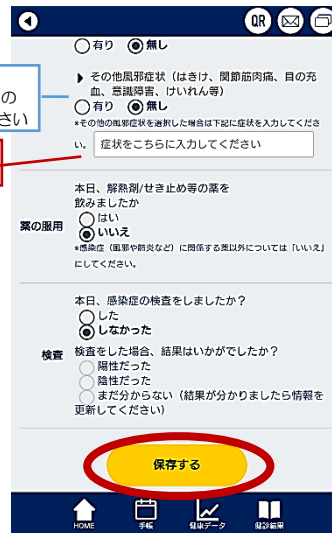 QR
有り 無し
その他風邪症状（はきけ、関節筋肉痛、目の充
血、意識障害、けいれん等）
の
さい
有り 無し
*その他の風邪症状を選択した場合は下記に症状を入力してくださ
い。 症状をこちらに入力してください
本日、解熱剤/せき止め等の薬を
飲みましたか
薬の服用
はい
いいえ
*感染症（風邪や肺炎など）に関係する薬以外については「いいえ」
にしてください。
本日、感染症の検査をしましたか？
した
しなかった
検査
検査をした場合、結果はいかがでしたか？
陽性だった
陰性だった
まだ分からない（結果が分かりましたら情報を
更新してください）
保存する
HOME 手帳 健康データ 健診結果